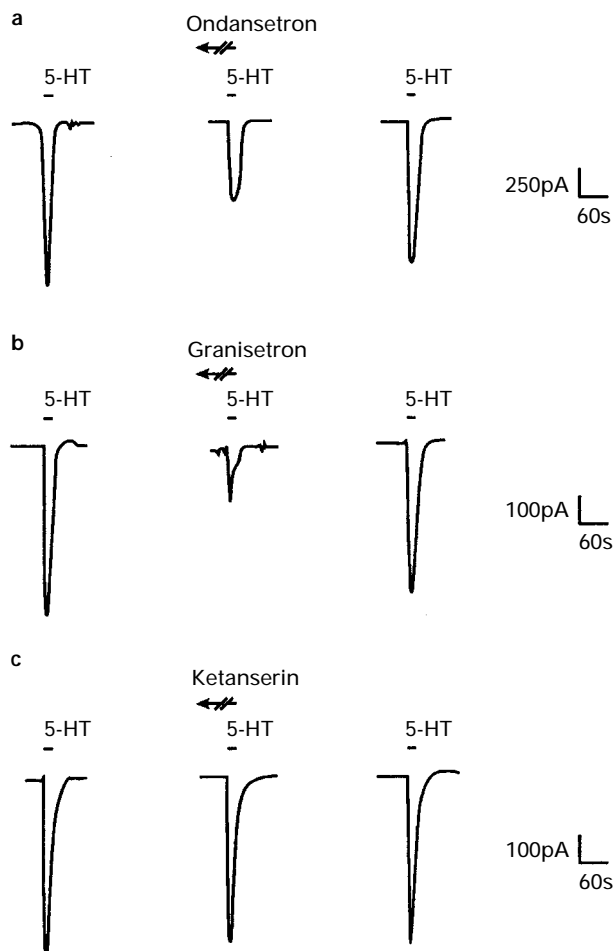 a
Ondansetron
5-HT 5-HT 5-HT
250pA
60s
b
Granisetron
5-HT 5-HT 5-HT
100pA
60s
c
Ketanserin
5-HT 5-HT 5-HT
100pA
60s